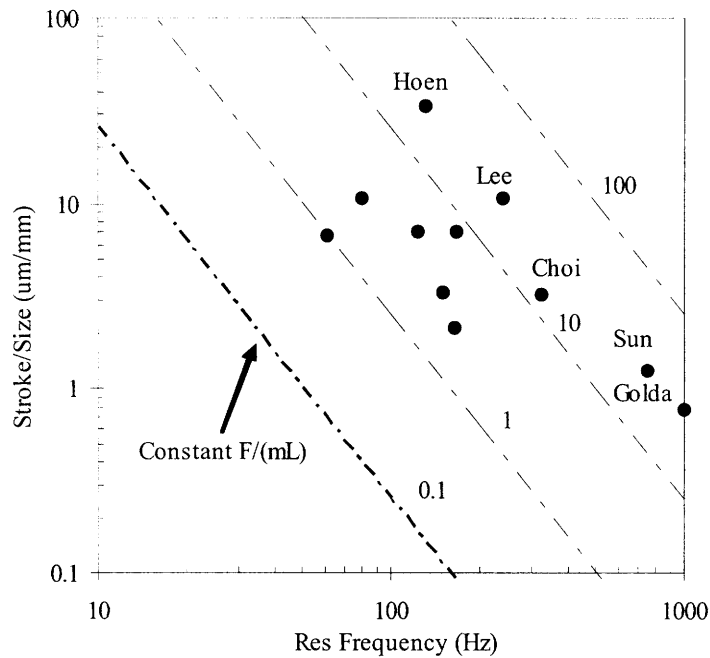 100
Hoen
Lee
100
10
Choi
10
Sun
1
Golda
Constant F/(mL)
1
0.1
0.1
10
100
1000
Res Frequency (Hz)
Stroke/Size (um/mm)